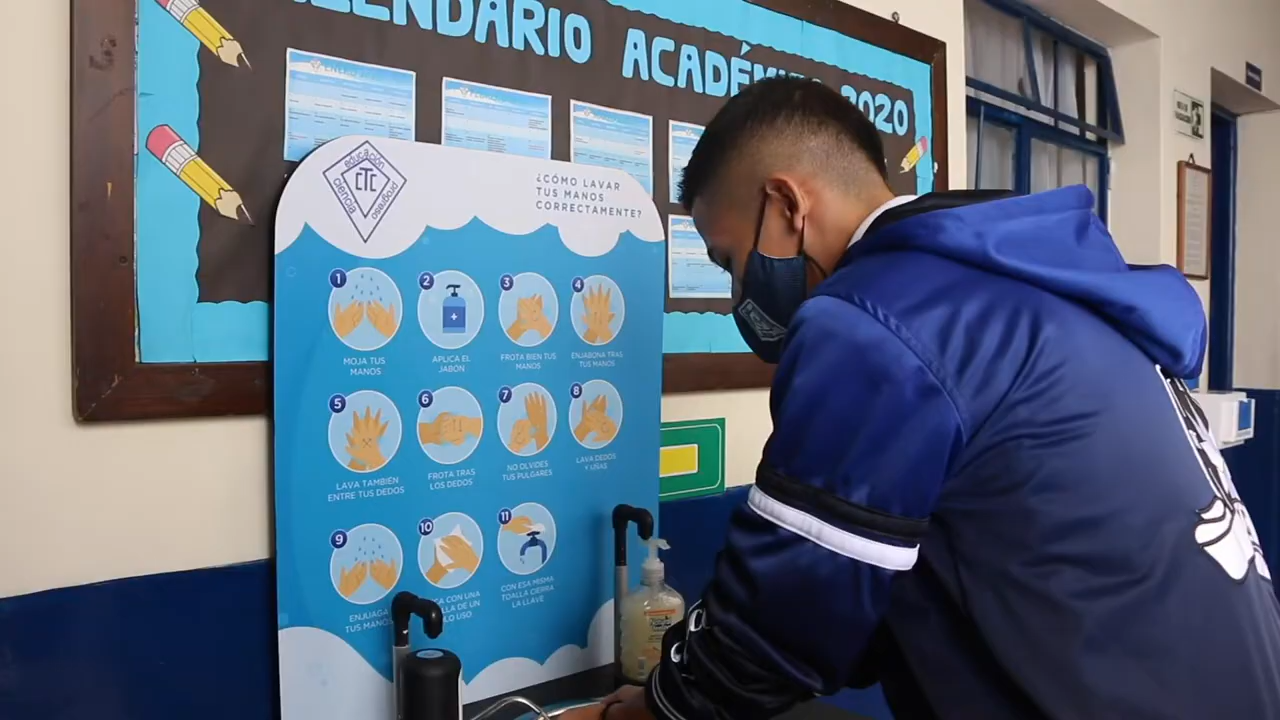 CALENDARIO ACADÉMICO 2020
educación
ciencia
progreso
CTC
¿CÓMO LAVAR
TUS MANOS
CORRECTAMENTE?
1
MOJA TUS
MANOS
2
APLICA EL
JABÓN
3
FROTA BIEN TUS
MANOS
4
ENJABONA TRAS
TUS MANOS
5
LAVA TAMBIÉN
ENTRE TUS DEDOS
6
FROTA TRAS
LOS DEDOS
7
NO OLVIDES
TUS PULGARES
8
LAVA DEDOS
Y UÑAS
9
ENJUAGA
TUS MANOS
10
CON UNA
DE UN
USO
11
CON ESA MISMA
TOALLA CIERRA
LA LLAVE